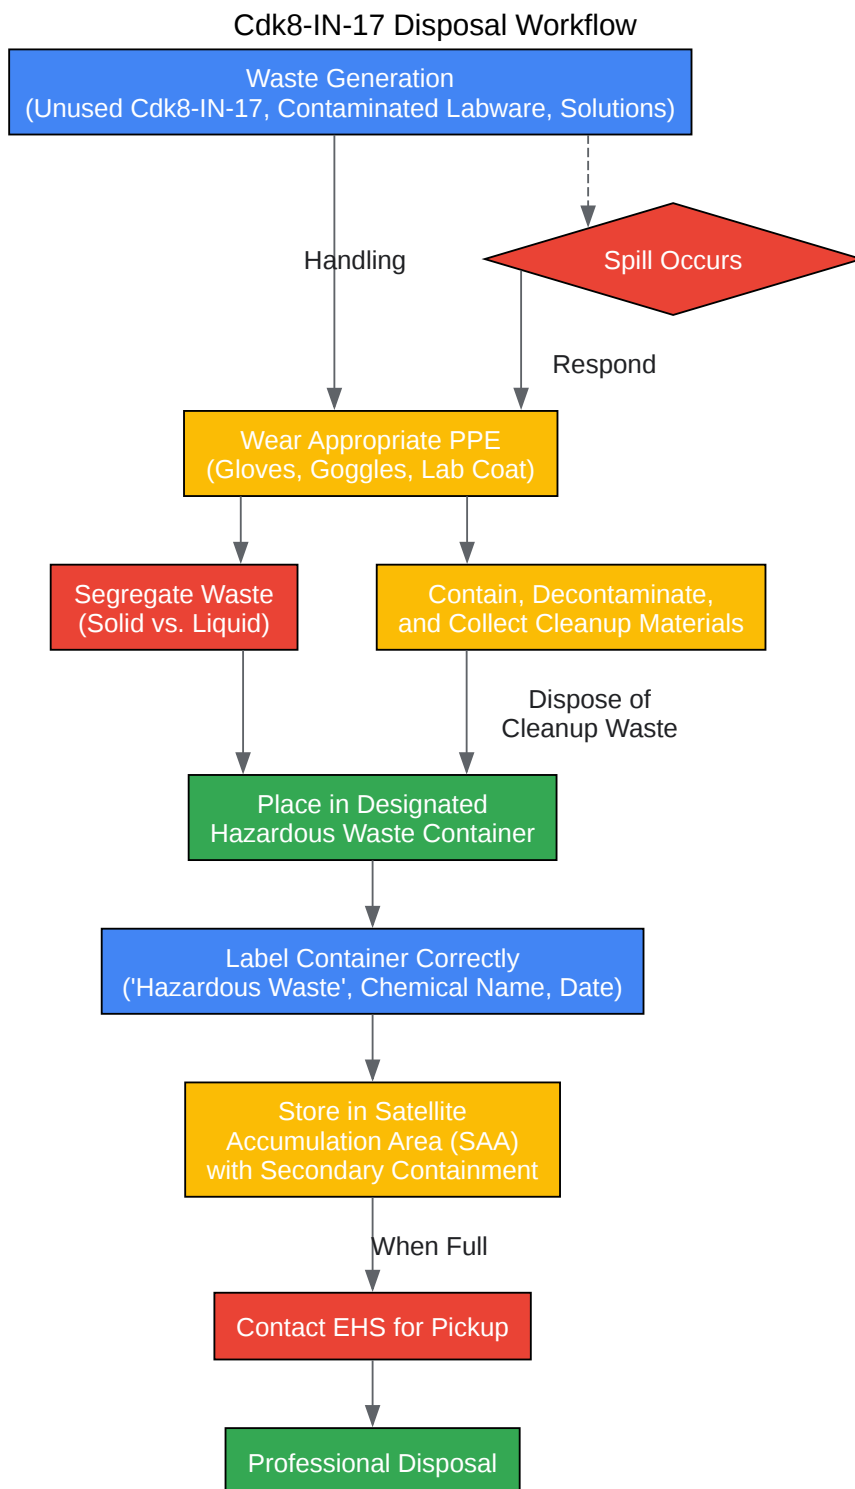 Cdk8-IN-17 Disposal Workflow
Waste Generation
(Unused Cdk8-IN-17, Contaminated Labware, Solutions)
Handling
Spill Occurs
Respond
Wear Appropriate PPE
(Gloves, Goggles, Lab Coat)
Segregate Waste
(Solid vs. Liquid)
Contain, Decontaminate,
and Collect Cleanup Materials
Dispose of
Cleanup Waste
Place in Designated
Hazardous Waste Container
Label Container Correctly
('Hazardous Waste', Chemical Name, Date)
Store in Satellite
Accumulation Area (SAA)
with Secondary Containment
When Full
Contact EHS for Pickup
Professional Disposal